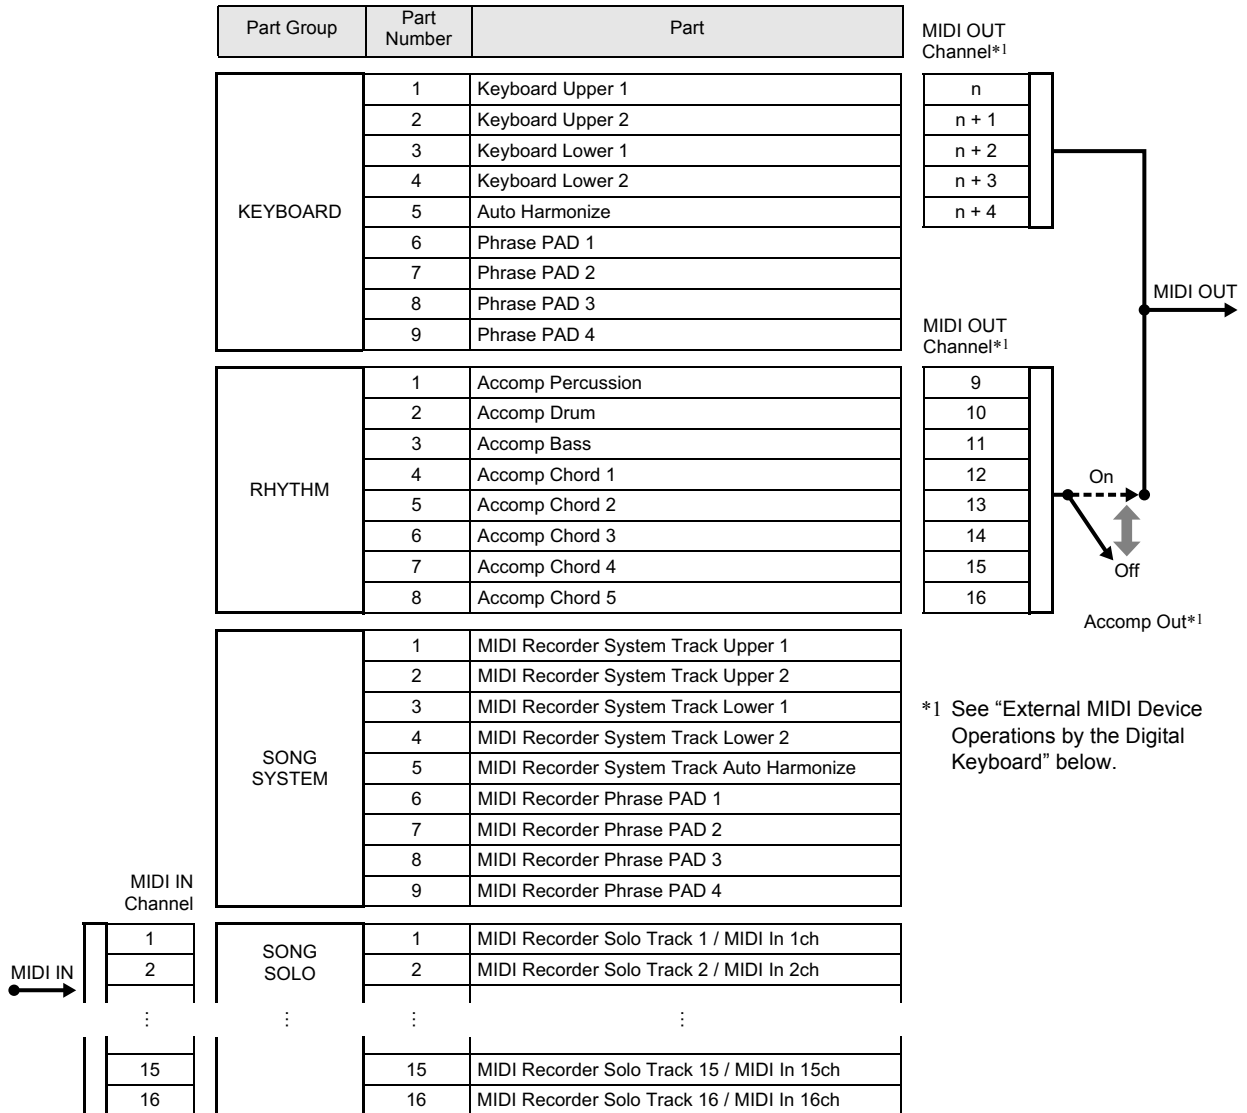 Part Group
Part
Number
Part
MIDI OUT
Channel*1
KEYBOARD
1 Keyboard Upper 1 n
2 Keyboard Upper 2 n + 1
3 Keyboard Lower 1 n + 2
4 Keyboard Lower 2 n + 3
5 Auto Harmonize n + 4
6 Phrase PAD 1
7 Phrase PAD 2
8 Phrase PAD 3
9 Phrase PAD 4
MIDI OUT
MIDI OUT
Channel*1
RHYTHM
1 Accomp Percussion 9
2 Accomp Drum 10
3 Accomp Bass 11
4 Accomp Chord 1 12
5 Accomp Chord 2 13
6 Accomp Chord 3 14
7 Accomp Chord 4 15
8 Accomp Chord 5 16
On
Off
Accomp Out*1
SONG
SYSTEM
1 MIDI Recorder System Track Upper 1
2 MIDI Recorder System Track Upper 2
3 MIDI Recorder System Track Lower 1
4 MIDI Recorder System Track Lower 2
5 MIDI Recorder System Track Auto Harmonize
6 MIDI Recorder Phrase PAD 1
7 MIDI Recorder Phrase PAD 2
8 MIDI Recorder Phrase PAD 3
9 MIDI Recorder Phrase PAD 4
*1 See “External MIDI Device
Operations by the Digital
Keyboard” below.
MIDI IN
Channel
MIDI IN
SONG
SOLO
1 1 MIDI Recorder Solo Track 1 / MIDI In 1ch
2 2 MIDI Recorder Solo Track 2 / MIDI In 2ch
⋮ ⋮ ⋮ ⋮
15 15 MIDI Recorder Solo Track 15 / MIDI In 15ch
16 16 MIDI Recorder Solo Track 16 / MIDI In 16ch